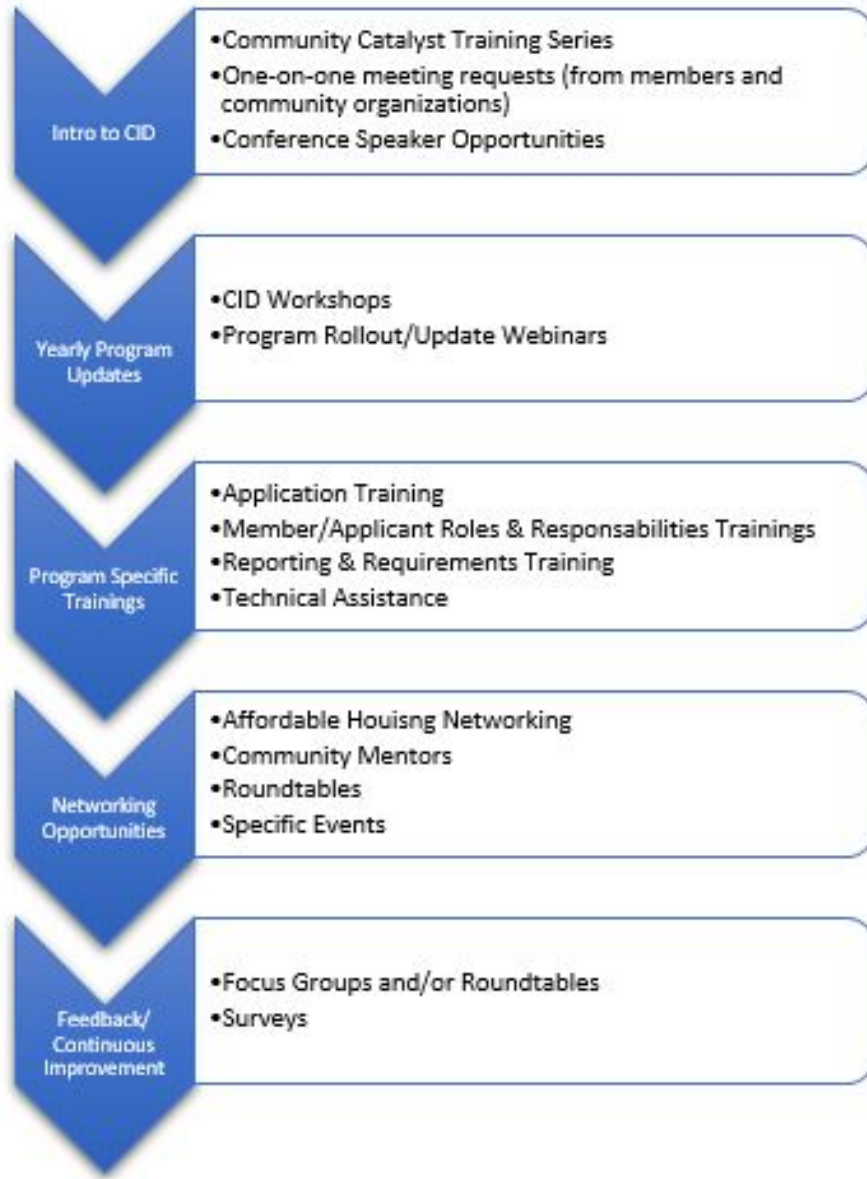 Intro to CID
•Community Catalyst Training Series
•One-on-one meeting requests (from members and
community organizations)
•Conference Speaker Opportunities
Yearly Program
Updates
•CID Workshops
•Program Rollout/Update Webinars
Program Specific
Trainings
•Application Training
•Member/Applicant Roles & Responsabilities Trainings
•Reporting & Requirements Training
•Technical Assistance
Networking
Opportunities
•Affordable Houisng Networking
•Community Mentors
•Roundtables
•Specific Events
Feedback/
Continuous
Improvement
•Focus Groups and/or Roundtables
•Surveys